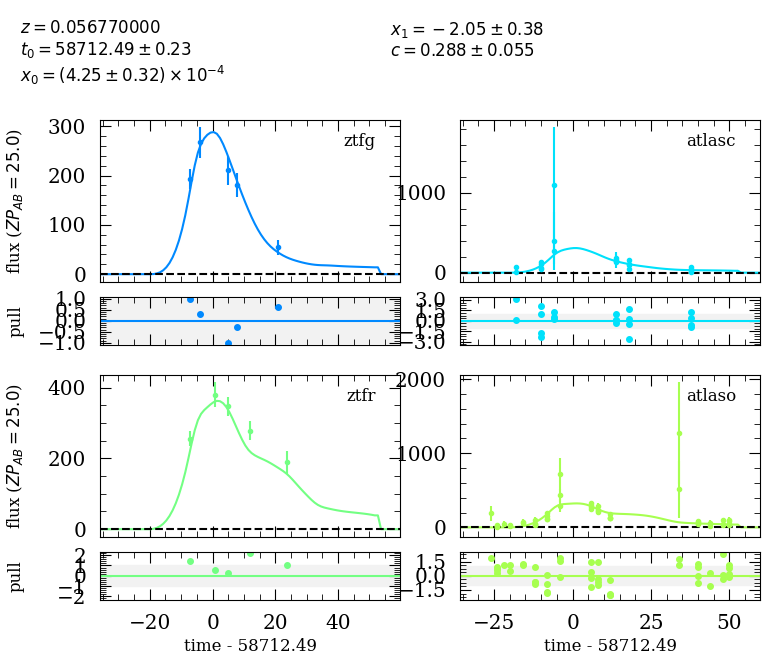 z = 0.056770000
t₀ = 58712.49 ± 0.23
x₀ = (4.25 ± 0.32) × 10⁻⁴
x₁ = −2.05 ± 0.38
c = 0.288 ± 0.055
flux (ZP_AB = 25.0)
300
200
100
0
ztfg
1000
0
atlasc
pull
1.0
0.5
0.0
−0.5
−1.0
3.0
1.5
0.0
−1.5
−3.0
flux (ZP_AB = 25.0)
400
200
0
ztfr
2000
1000
0
atlaso
pull
2
1
0
−1
−2
1.5
0.0
−1.5
−20 0 20 40
−25 0 25 50
time - 58712.49
time - 58712.49